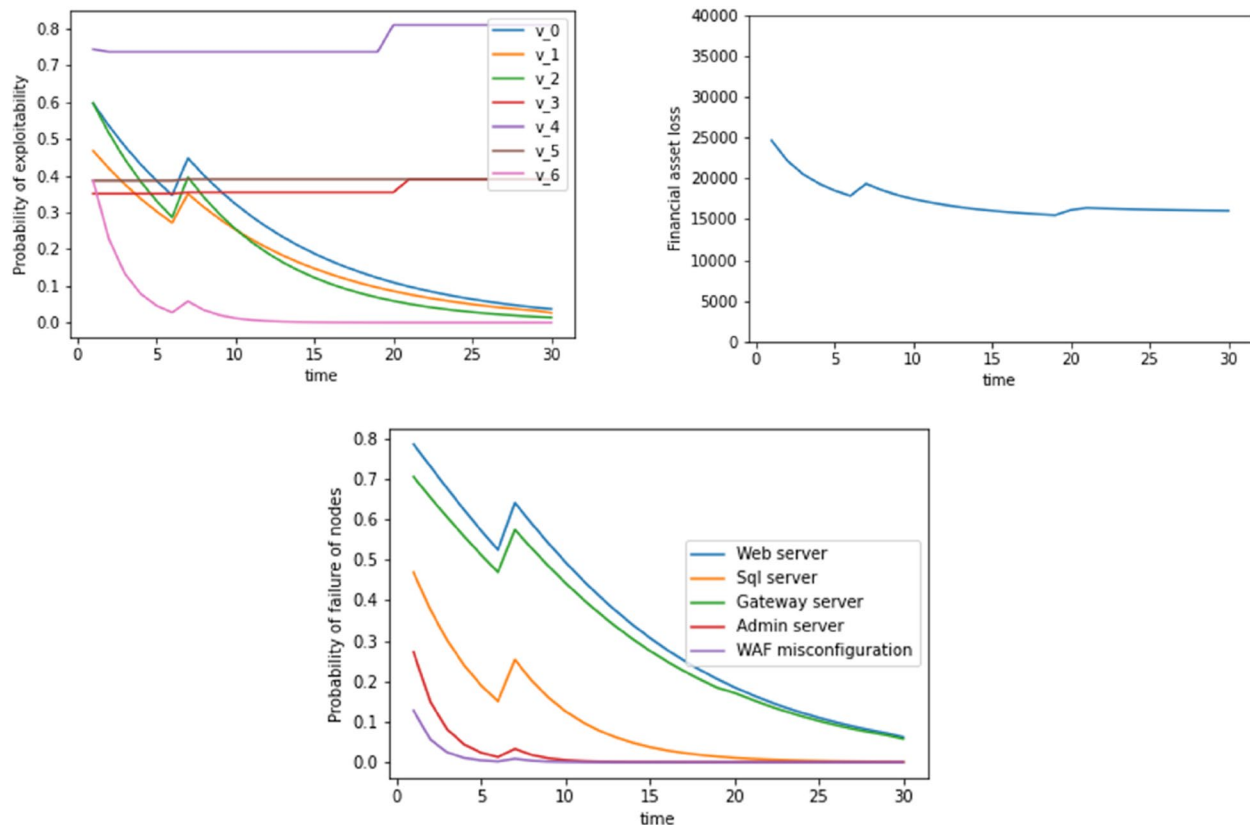 Probability of exploitability
0.8
0.7
0.6
0.5
0.4
0.3
0.2
0.1
0.0
0 5 10 15 20 25 30
time
v_0
v_1
v_2
v_3
v_4
v_5
v_6
Financial asset loss
40000
35000
30000
25000
20000
15000
10000
5000
0
0 5 10 15 20 25 30
time
Probability of failure of nodes
0.8
0.7
0.6
0.5
0.4
0.3
0.2
0.1
0.0
0 5 10 15 20 25 30
time
Web server
Sql server
Gateway server
Admin server
WAF misconfiguration